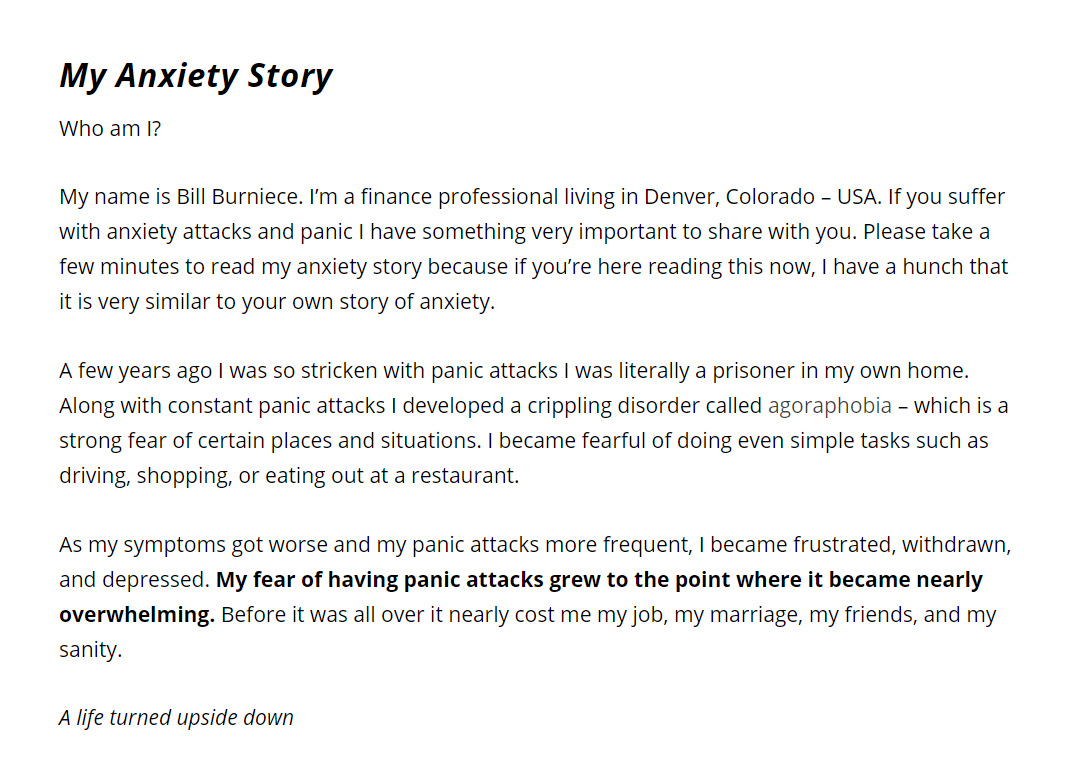 My Anxiety Story
Who am I?
My name is Bill Burniece. I’m a finance professional living in Denver, Colorado – USA. If you suffer
with anxiety attacks and panic I have something very important to share with you. Please take a
few minutes to read my anxiety story because if you’re here reading this now, I have a hunch that
it is very similar to your own story of anxiety.
A few years ago I was so stricken with panic attacks I was literally a prisoner in my own home.
Along with constant panic attacks I developed a crippling disorder called agoraphobia – which is a
strong fear of certain places and situations. I became fearful of doing even simple tasks such as
driving, shopping, or eating out at a restaurant.
As my symptoms got worse and my panic attacks more frequent, I became frustrated, withdrawn,
and depressed. My fear of having panic attacks grew to the point where it became nearly
overwhelming. Before it was all over it nearly cost me my job, my marriage, my friends, and my
sanity.
A life turned upside down